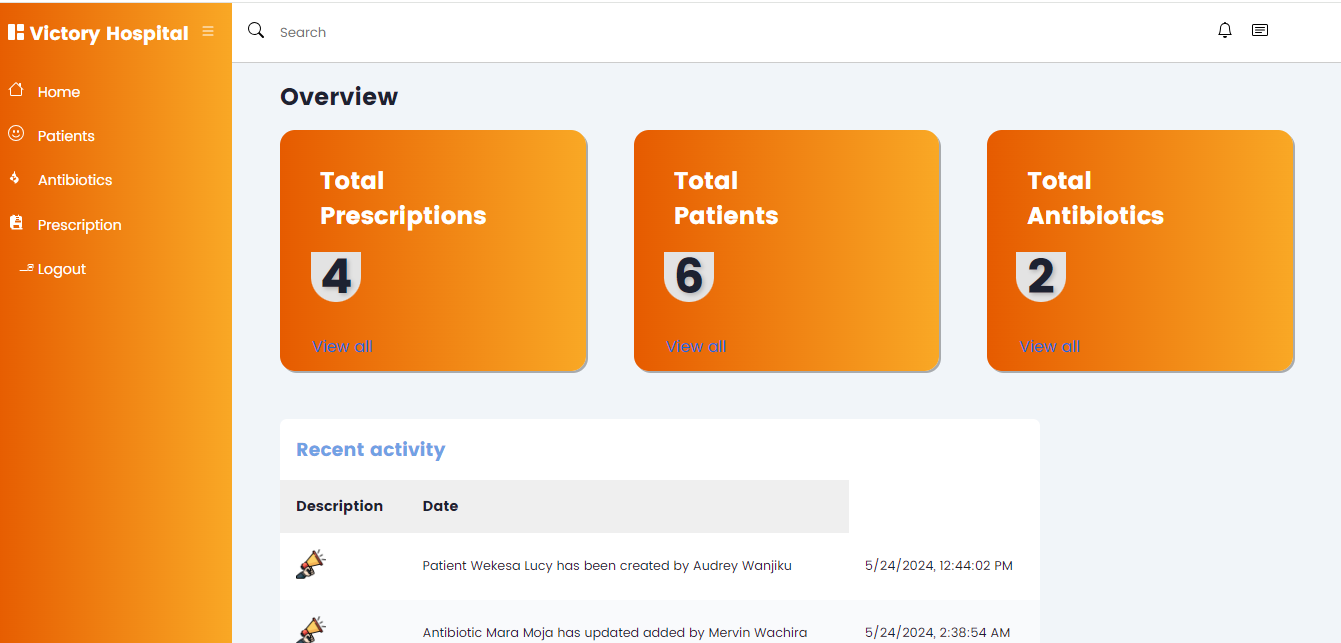 Victory Hospital
Search
Home
Patients
Antibiotics
Prescription
Logout
Overview
Total
Prescriptions
4
View all
Total
Patients
6
View all
Total
Antibiotics
2
View all
Recent activity
Description Date
Patient Wekesa Lucy has been created by Audrey Wanjiku 5/24/2024, 12:44:02 PM
Antibiotic Mara Moja has updated added by Mervin Wachira 5/24/2024, 2:38:54 AM